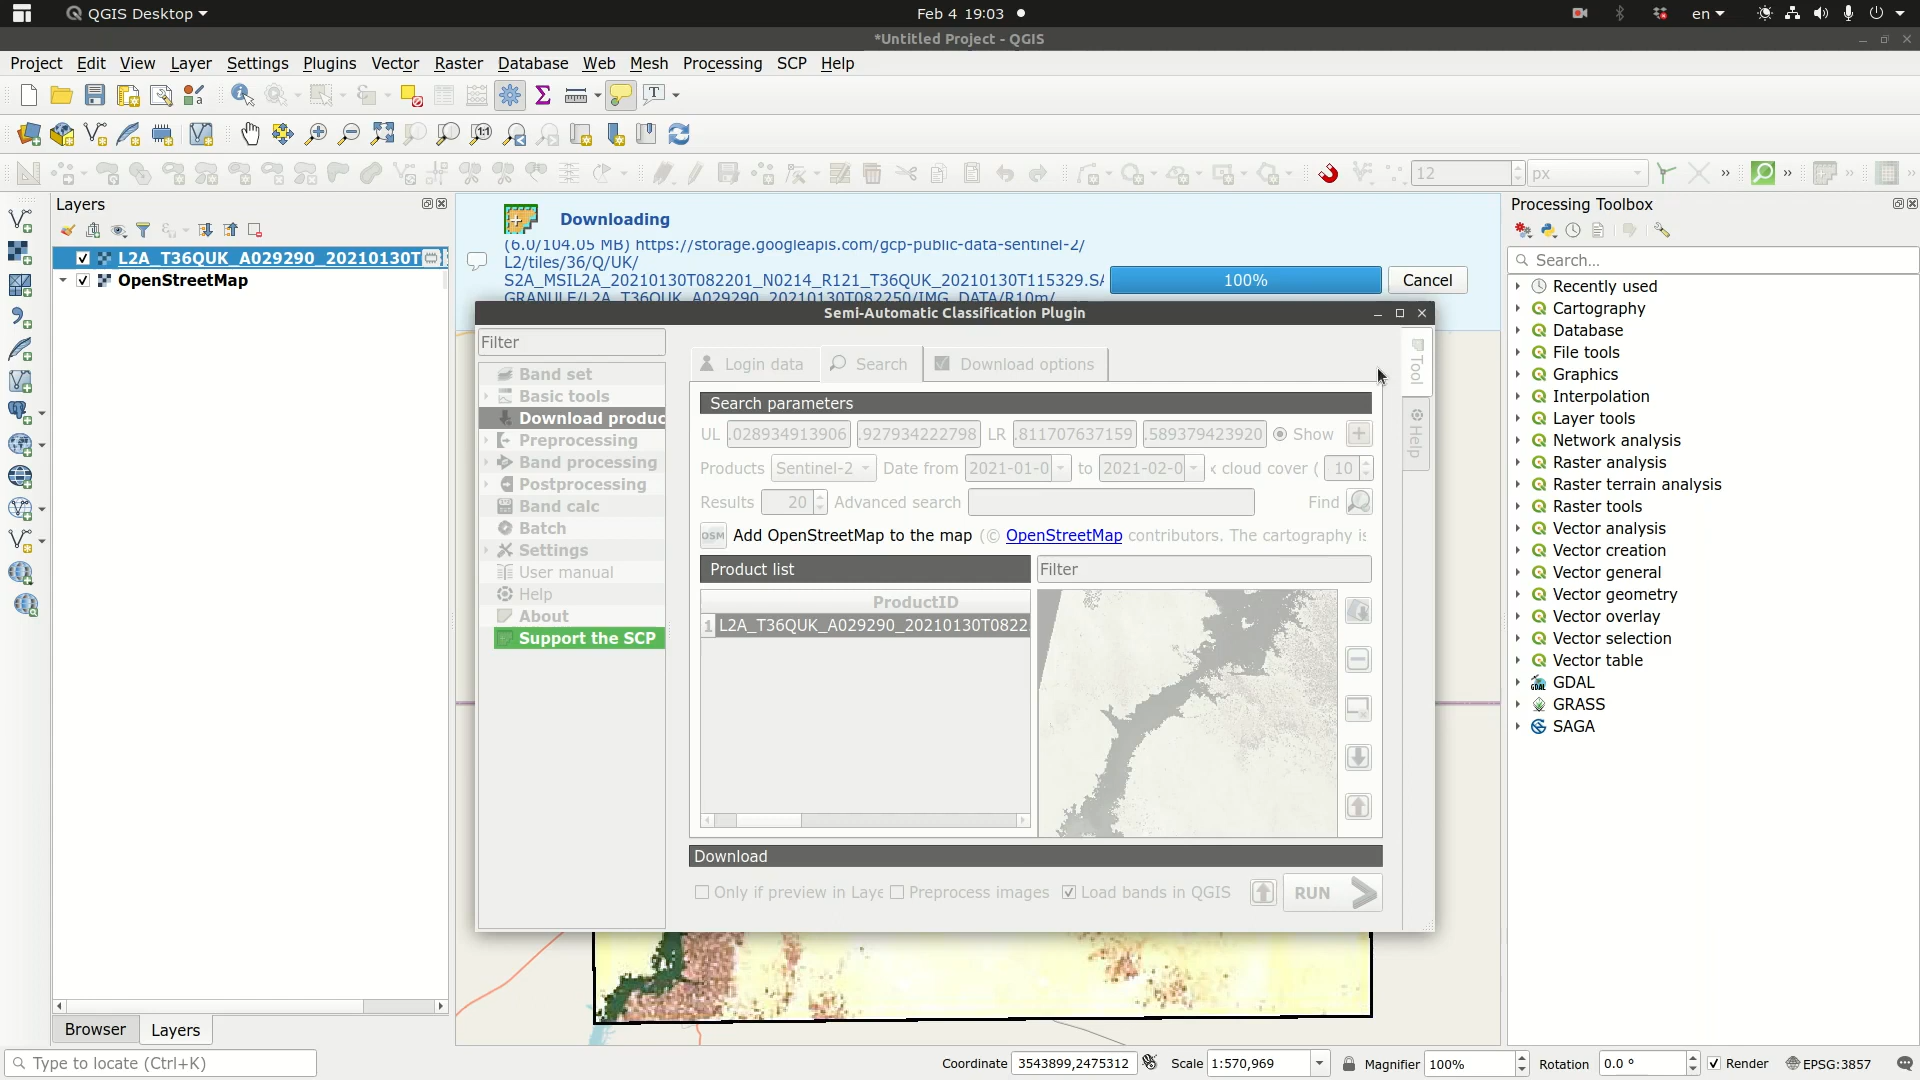 QGIS Desktop
Feb 4 19:03
en
*Untitled Project - QGIS
Project Edit View Layer Settings Plugins Vector Raster Database Web Mesh Processing SCP Help
12 px
Layers
L2A_T36QUK_A029290_20210130T
OpenStreetMap
Downloading
(6.0/104.05 MB) https://storage.googleapis.com/gcp-public-data-sentinel-2/
L2/tiles/36/Q/UK/
S2A_MSIL2A_20210130T082201_N0214_R121_T36QUK_20210130T115329.SA
GRANULE/L2A_T36QUK_A029290_20210130T082250/IMG_DATA/R10m/
100%
Cancel
Semi-Automatic Classification Plugin
Filter
Band set
Basic tools
Download produc
Preprocessing
Band processing
Postprocessing
Band calc
Batch
Settings
User manual
Help
About
Support the SCP
Login data Search Download options
Tool
Help
Search parameters
UL .028934913906 .927934222798 LR .811707637159 .589379423920 Show
Products Sentinel-2 Date from 2021-01-0 to 2021-02-0 x cloud cover ( 10
Results 20 Advanced search Find
OSM Add OpenStreetMap to the map (© OpenStreetMap contributors. The cartography is
Product list
Filter
ProductID
1 L2A_T36QUK_A029290_20210130T0822
Download
Only if preview in Laye Preprocess images Load bands in QGIS RUN
Processing Toolbox
Search...
Recently used
Cartography
Database
File tools
Graphics
Interpolation
Layer tools
Network analysis
Raster analysis
Raster terrain analysis
Raster tools
Vector analysis
Vector creation
Vector general
Vector geometry
Vector overlay
Vector selection
Vector table
GDAL
GRASS
SAGA
Browser Layers
Type to locate (Ctrl+K)
Coordinate 3543899,2475312 Scale 1:570,969 Magnifier 100% Rotation 0.0 ° Render EPSG:3857